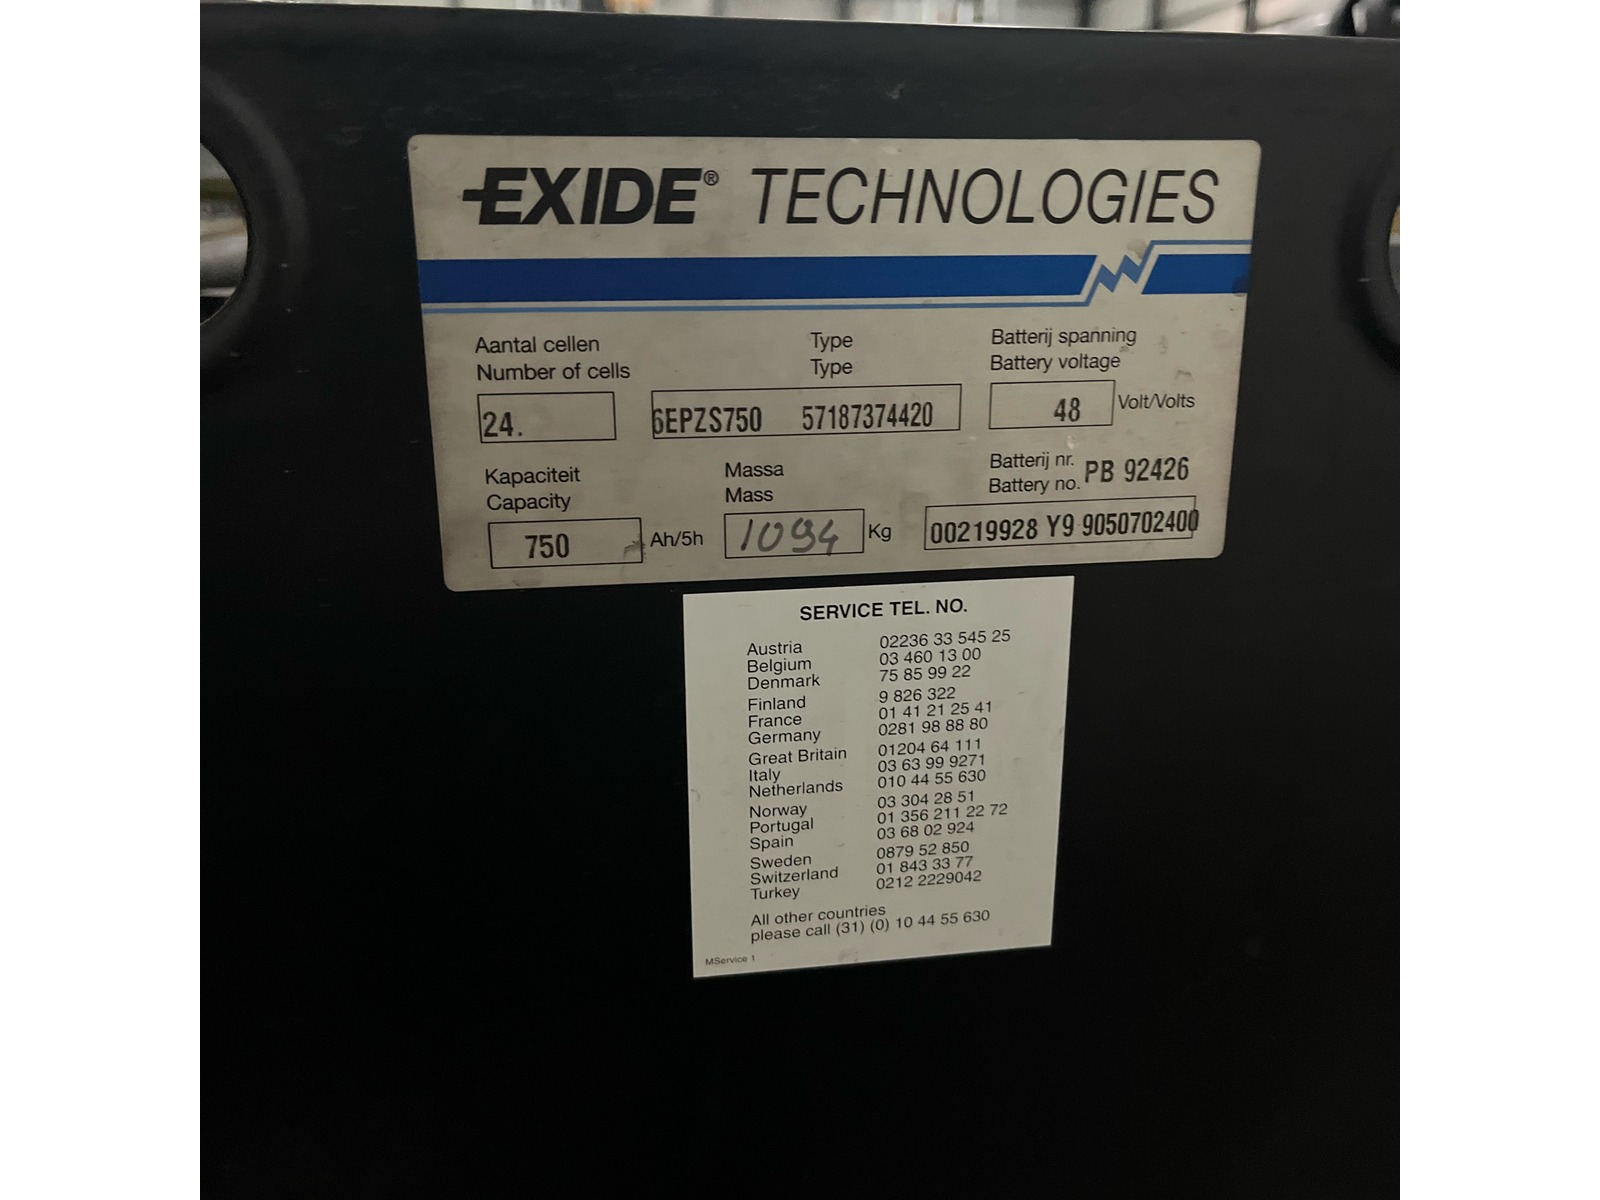 EXIDE® TECHNOLOGIES
Aantal cellen
Number of cells
24.
Type
Type
6EPZS750 57187374420
Batterij spanning
Battery voltage
48 Volt/Volts
Kapaciteit
Capacity
750 Ah/5h
Massa
Mass
1094 Kg
Batterij nr.
Battery no. PB 92426
00219928 Y9 9050702400
SERVICE TEL. NO.
Austria 02236 33 545 25
Belgium 03 460 13 00
Denmark 75 85 99 22
Finland 9 826 322
France 01 41 21 25 41
Germany 0281 98 88 80
Great Britain 01204 64 111
Italy 03 63 99 9271
Netherlands 010 44 55 630
Norway 03 304 28 51
Portugal 01 356 211 22 72
Spain 03 68 02 924
Sweden 0879 52 850
Switzerland 01 843 33 77
Turkey 0212 2229042
All other countries
please call (31) (0) 10 44 55 630
MService 1